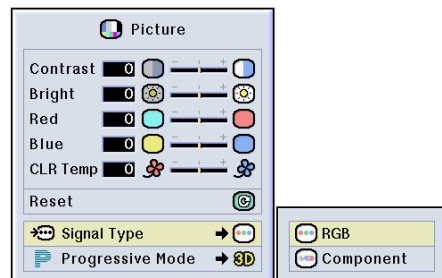 Picture
Contrast 0
Bright 0
Red 0
Blue 0
CLR Temp 0
Reset
Signal Type
Progressive Mode 3D
RGB
Component